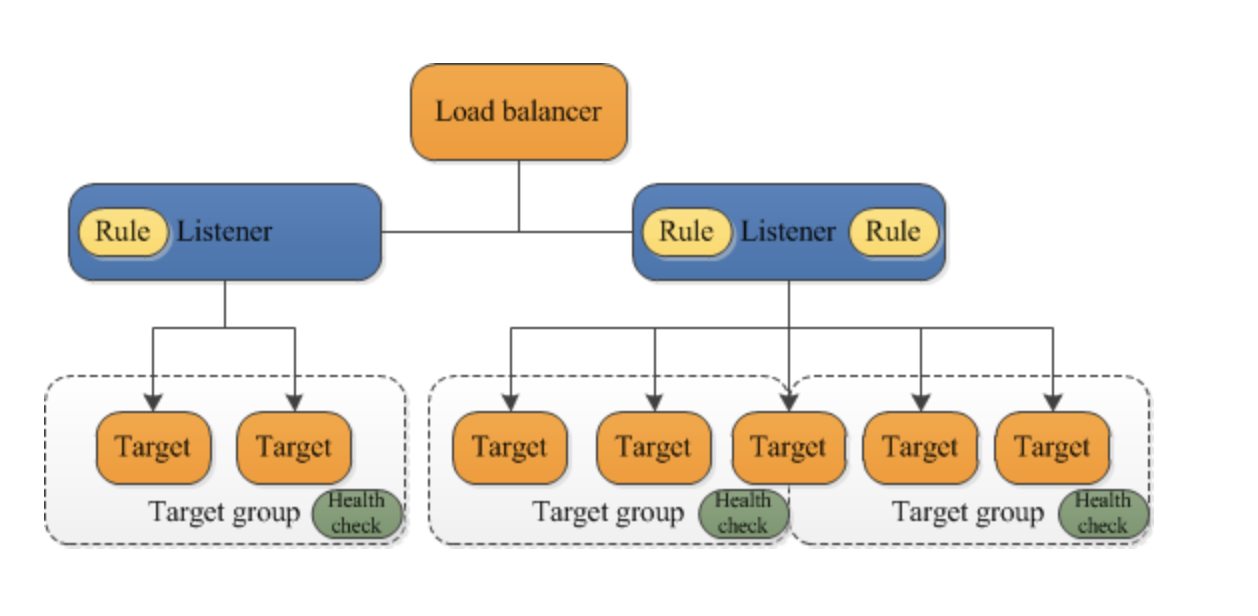 Load balancer
Rule Listener
Rule Listener Rule
Target
Target
Target
Target
Target
Target
Target
Target group
Health
check
Target group
Health
check
Target group
Health
check